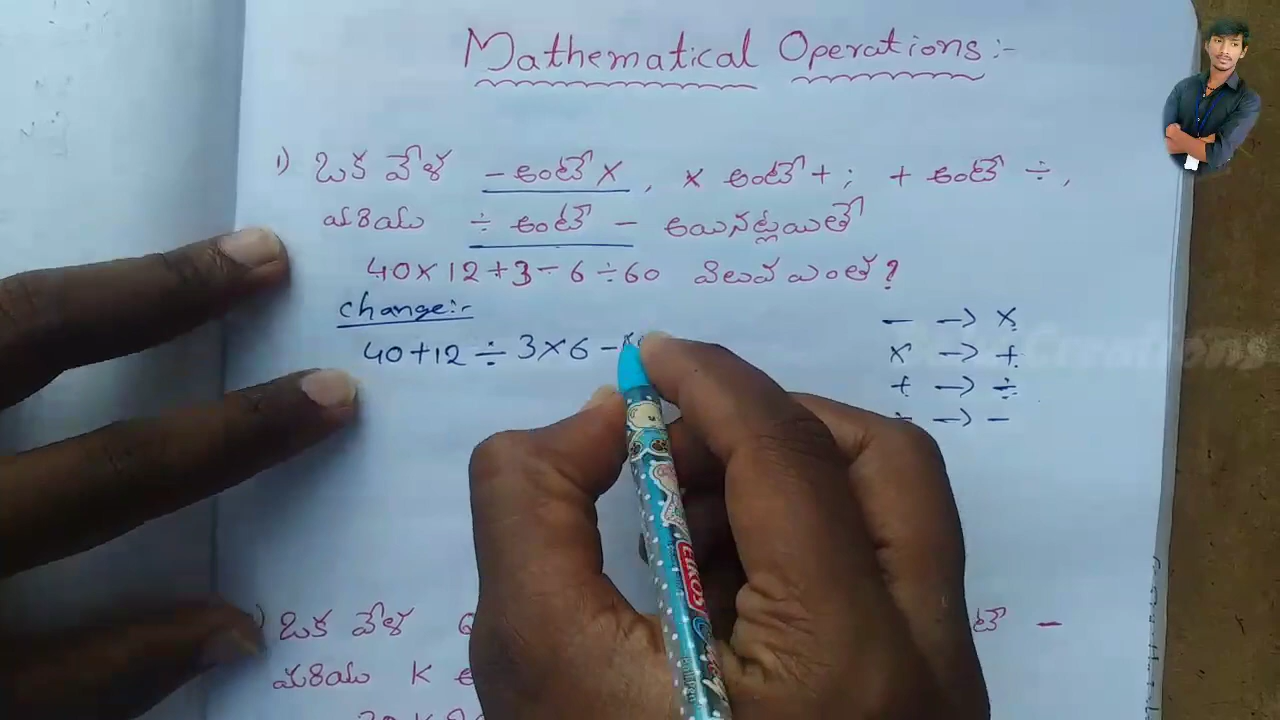 Mathematical Operations:-
1) ఒక వేళ - అంటే ×, × అంటే +; + అంటే ÷,
మరియు ÷ అంటే - అయినట్లయితే
40×12+3-6÷60 విలువ ఎంత?
change:-
40+12÷3×6-
- → ×
× → +
+ → ÷
÷ → -
ఒక వేళ
మరియు K